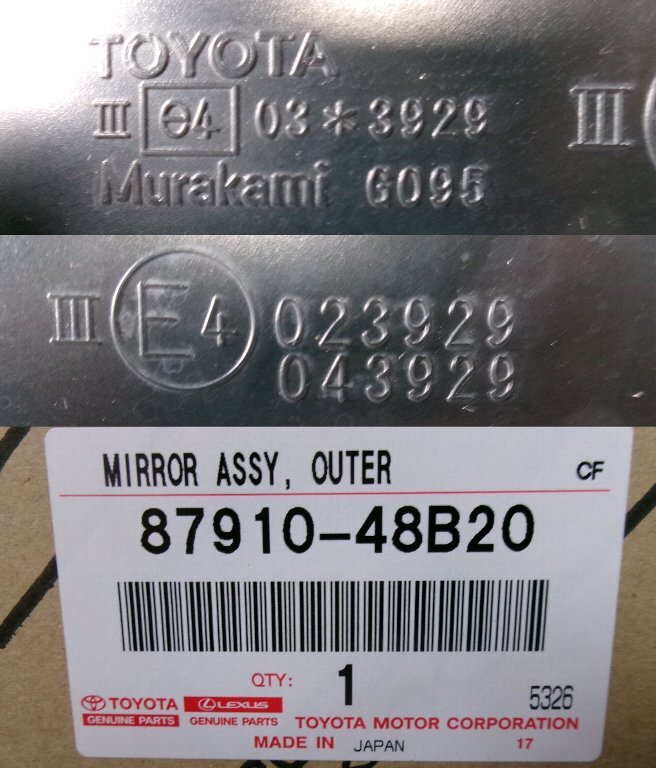 TOYOTA
III e4 03*3929 III
Murakami G095
III E4 023929
043929
MIRROR ASSY, OUTER CF
87910-48B20
QTY: 1 5326
TOYOTA LEXUS
GENUINE PARTS GENUINE PARTS TOYOTA MOTOR CORPORATION
MADE IN JAPAN 17